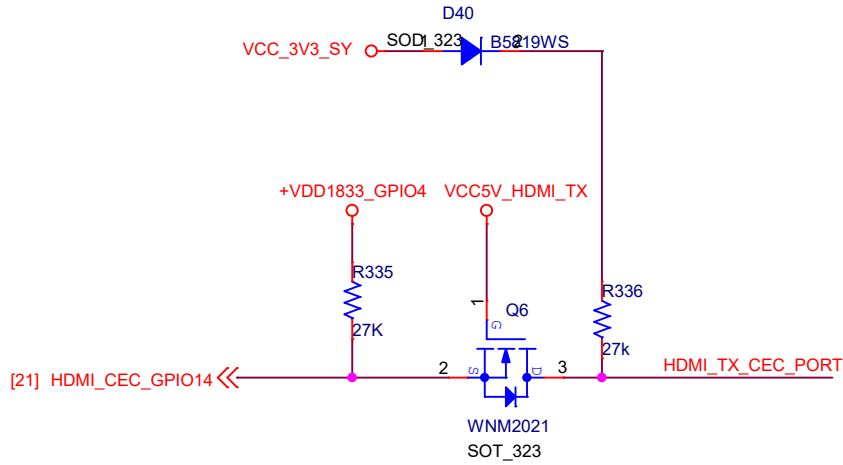 D40
VCC_3V3_SY
SOD_323
1
B5819WS
2
+VDD1833_GPIO4
VCC5V_HDMI_TX
R335
27K
1
G
Q6
R336
27k
[21] HDMI_CEC_GPIO14
2
S
D
3
HDMI_TX_CEC_PORT
WNM2021
SOT_323